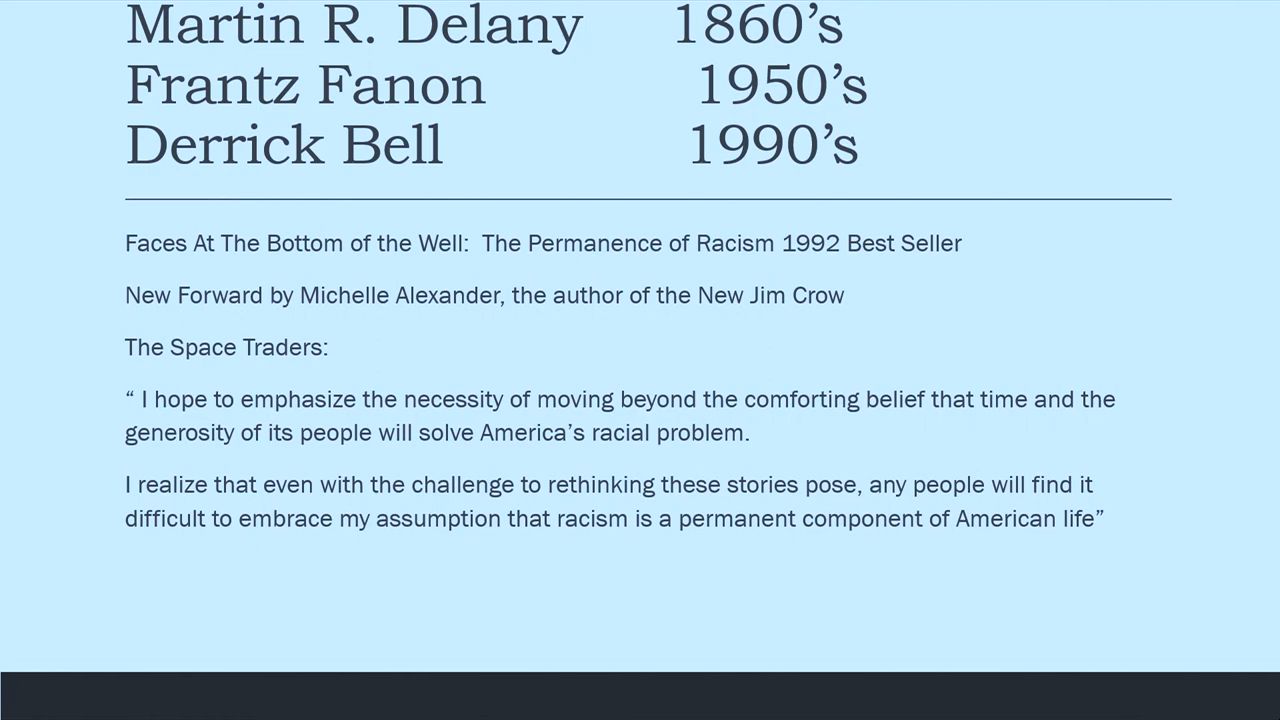 Martin R. Delany 1860’s
Frantz Fanon 1950’s
Derrick Bell 1990’s
Faces At The Bottom of the Well:  The Permanence of Racism 1992 Best Seller
New Forward by Michelle Alexander, the author of the New Jim Crow
The Space Traders:
“ I hope to emphasize the necessity of moving beyond the comforting belief that time and the
generosity of its people will solve America’s racial problem.
I realize that even with the challenge to rethinking these stories pose, any people will find it
difficult to embrace my assumption that racism is a permanent component of American life”